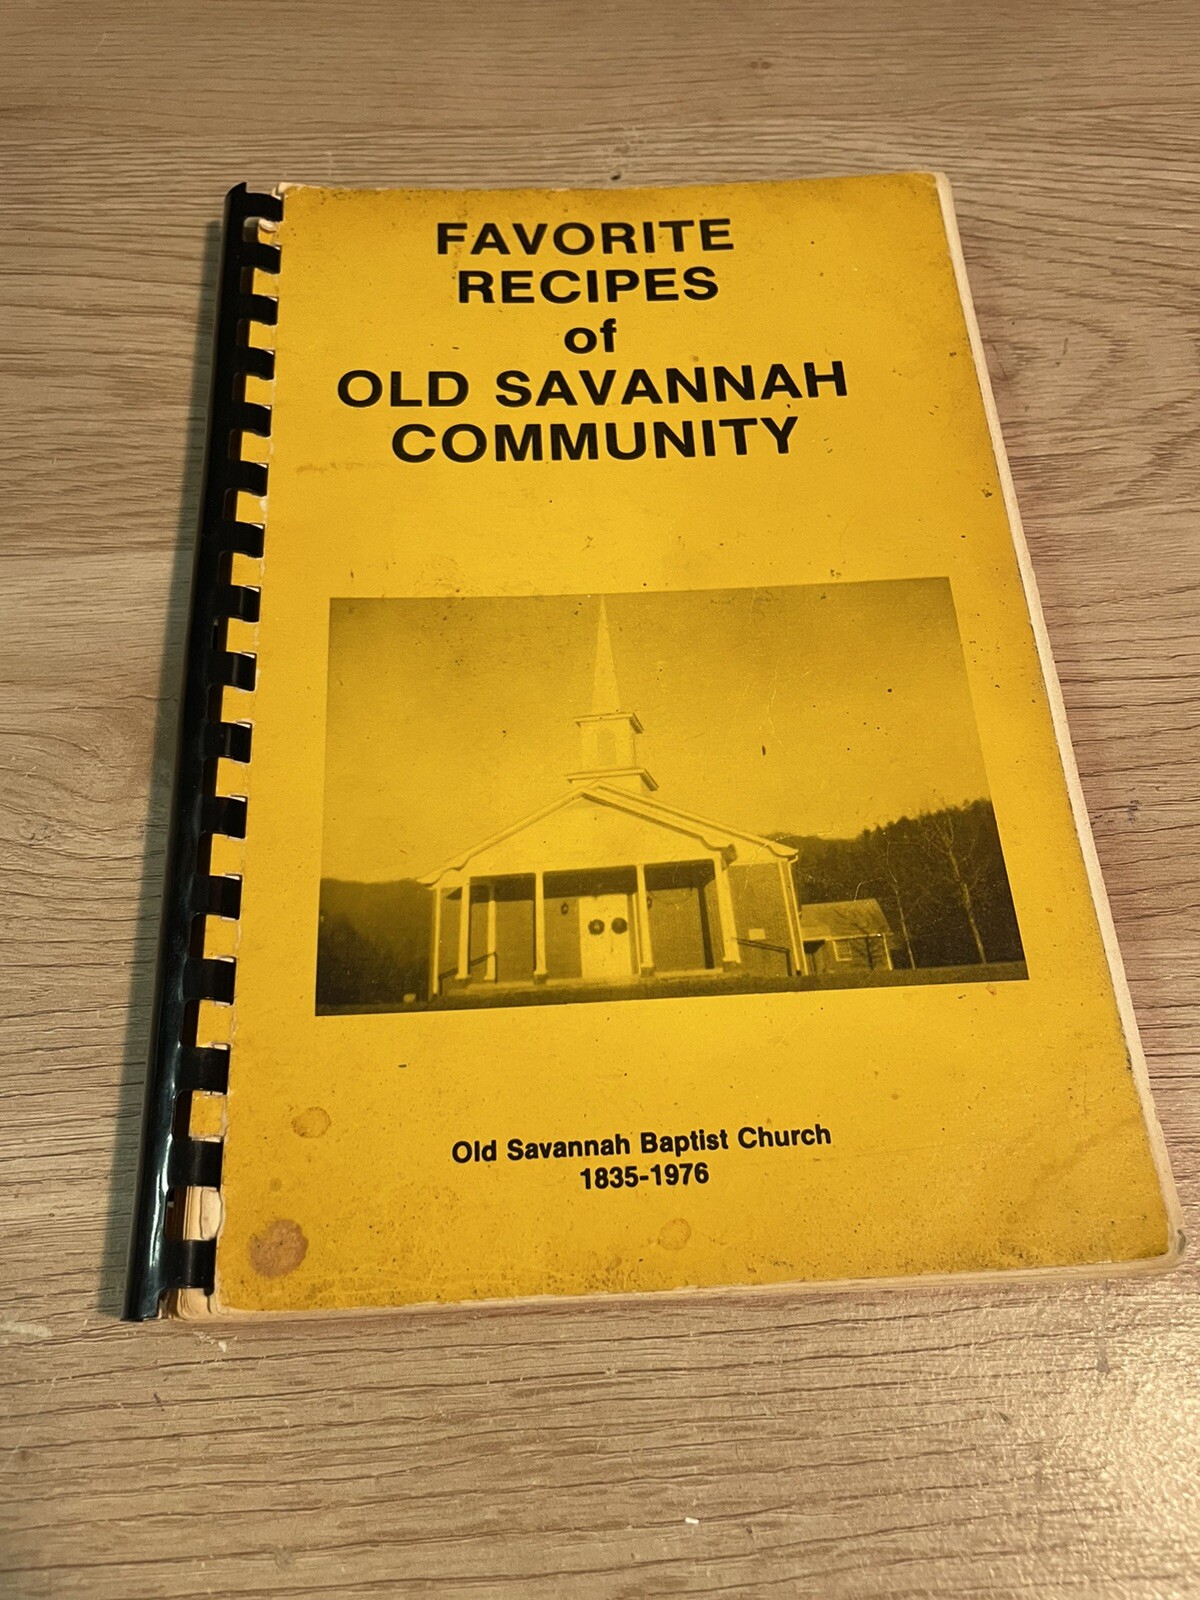 FAVORITE
RECIPES
of
OLD SAVANNAH
COMMUNITY
Old Savannah Baptist Church
1835-1976